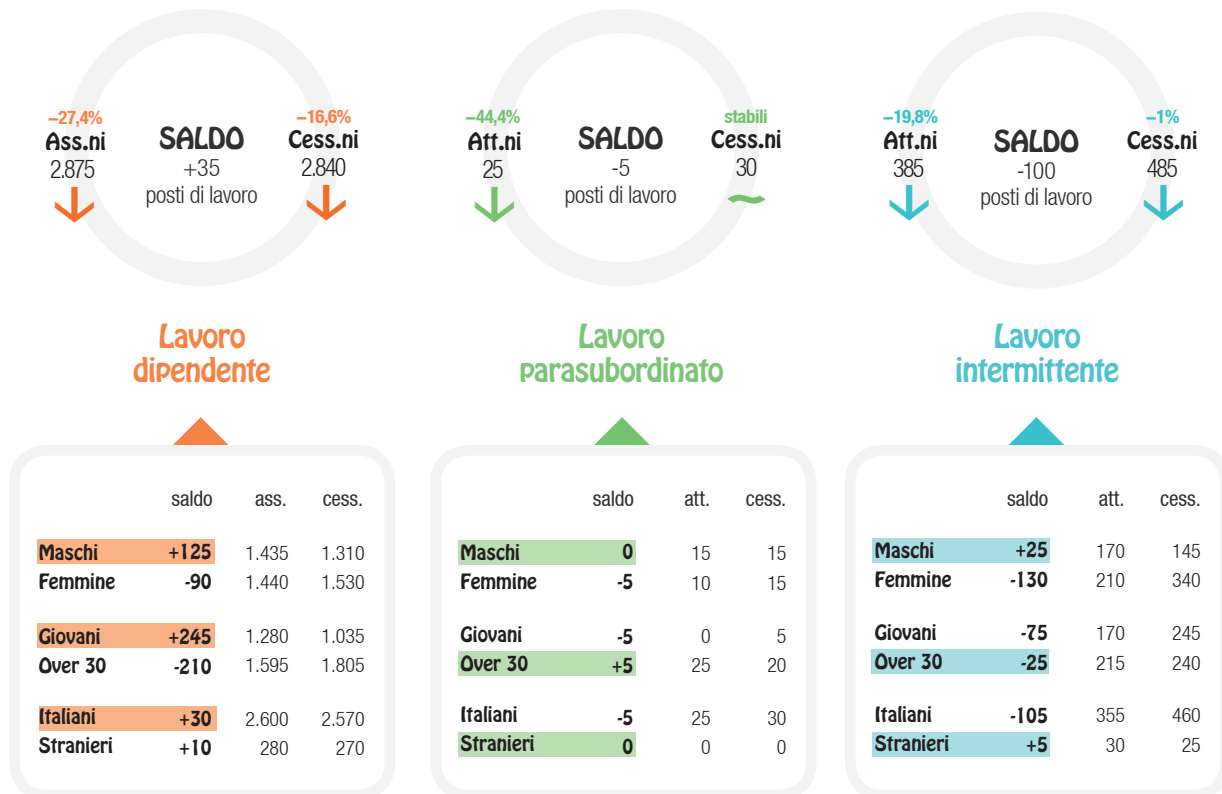 –27,4%
Ass.ni
2.875
SALDO
+35
posti di lavoro
–16,6%
Cess.ni
2.840
Lavoro
dipendente
saldo ass. cess.
Maschi +125 1.435 1.310
Femmine -90 1.440 1.530
Giovani +245 1.280 1.035
Over 30 -210 1.595 1.805
Italiani +30 2.600 2.570
Stranieri +10 280 270
–44,4%
Att.ni
25
SALDO
-5
posti di lavoro
stabili
Cess.ni
30
Lavoro
parasubordinato
saldo att. cess.
Maschi 0 15 15
Femmine -5 10 15
Giovani -5 0 5
Over 30 +5 25 20
Italiani -5 25 30
Stranieri 0 0 0
–19,8%
Att.ni
385
SALDO
-100
posti di lavoro
–1%
Cess.ni
485
Lavoro
intermittente
saldo att. cess.
Maschi +25 170 145
Femmine -130 210 340
Giovani -75 170 245
Over 30 -25 215 240
Italiani -105 355 460
Stranieri +5 30 25